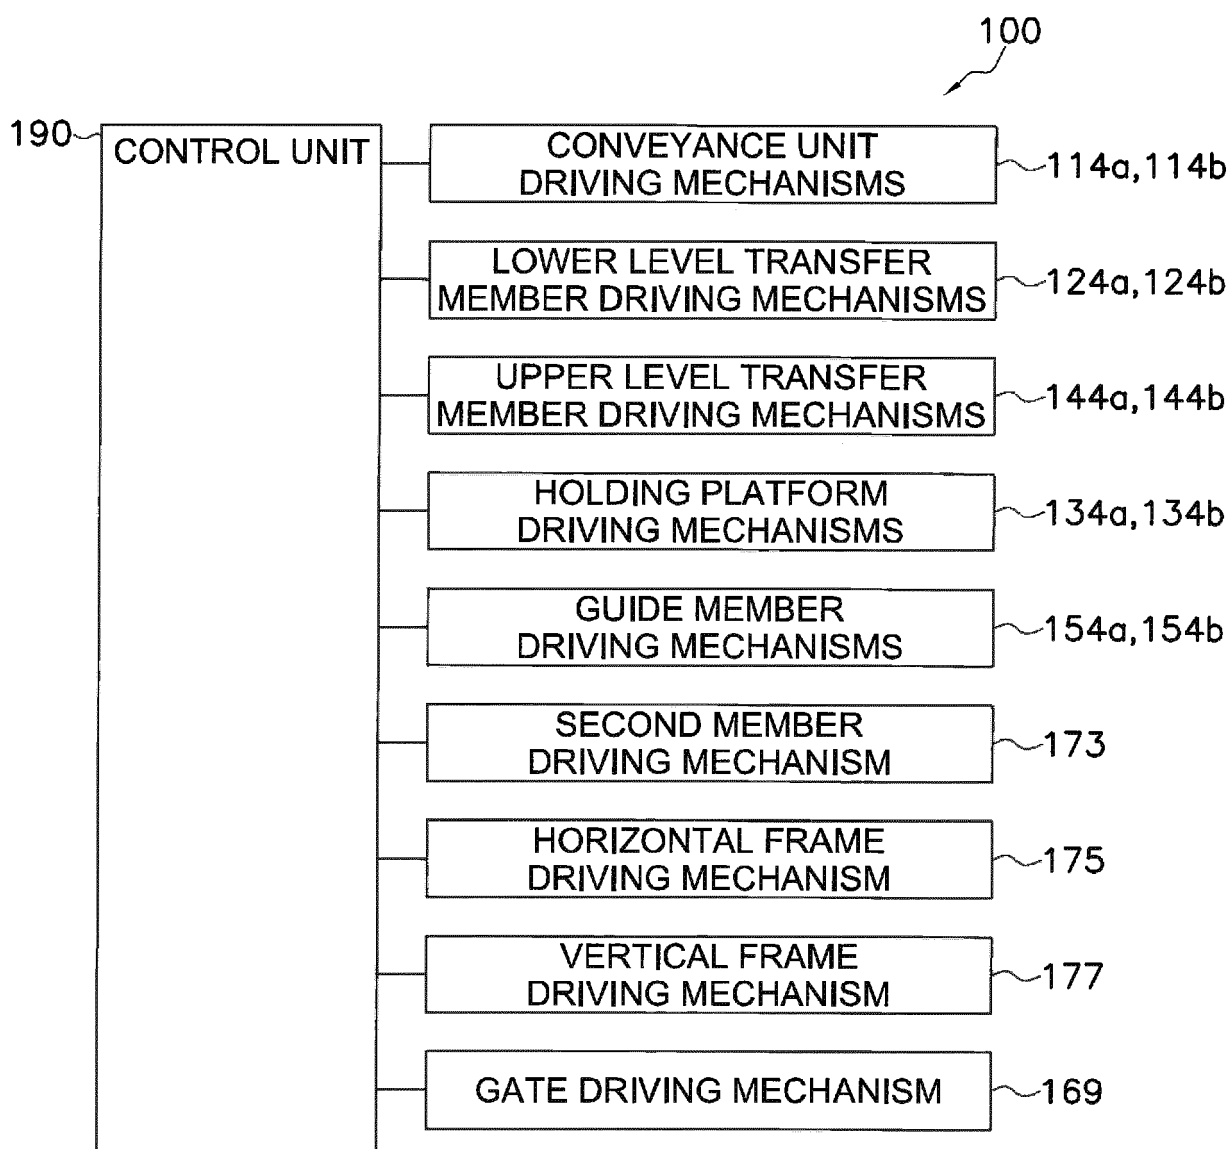 100
190
CONTROL UNIT
CONVEYANCE UNIT
DRIVING MECHANISMS
114a,114b
LOWER LEVEL TRANSFER
MEMBER DRIVING MECHANISMS
124a,124b
UPPER LEVEL TRANSFER
MEMBER DRIVING MECHANISMS
144a,144b
HOLDING PLATFORM
DRIVING MECHANISMS
134a,134b
GUIDE MEMBER
DRIVING MECHANISMS
154a,154b
SECOND MEMBER
DRIVING MECHANISM
173
HORIZONTAL FRAME
DRIVING MECHANISM
175
VERTICAL FRAME
DRIVING MECHANISM
177
GATE DRIVING MECHANISM
169